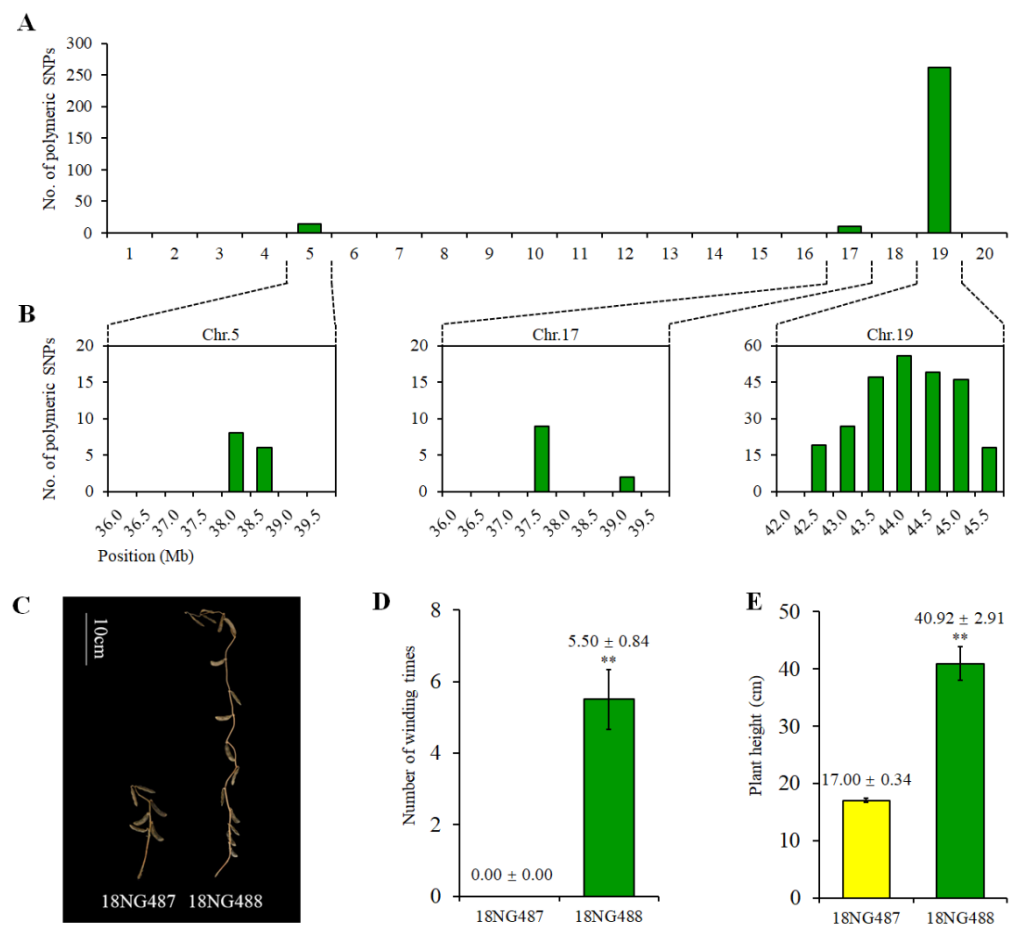 A
No. of polymeric SNPs
300
250
200
150
100
50
0
1 2 3 4 5 6 7 8 9 10 11 12 13 14 15 16 17 18 19 20
B
No. of polymeric SNPs
Chr.5
20
15
10
5
0
36.0 36.5 37.0 37.5 38.0 38.5 39.0 39.5
Position (Mb)
Chr.17
20
15
10
5
0
36.0 36.5 37.0 37.5 38.0 38.5 39.0 39.5
Chr.19
60
45
30
15
0
42.0 42.5 43.0 43.5 44.0 44.5 45.0 45.5
C
10cm
18NG487 18NG488
D
Number of winding times
8
6
4
2
0
5.50 ± 0.84
**
0.00 ± 0.00
18NG487 18NG488
E
Plant height (cm)
50
40
30
20
10
0
40.92 ± 2.91
**
17.00 ± 0.34
18NG487 18NG488